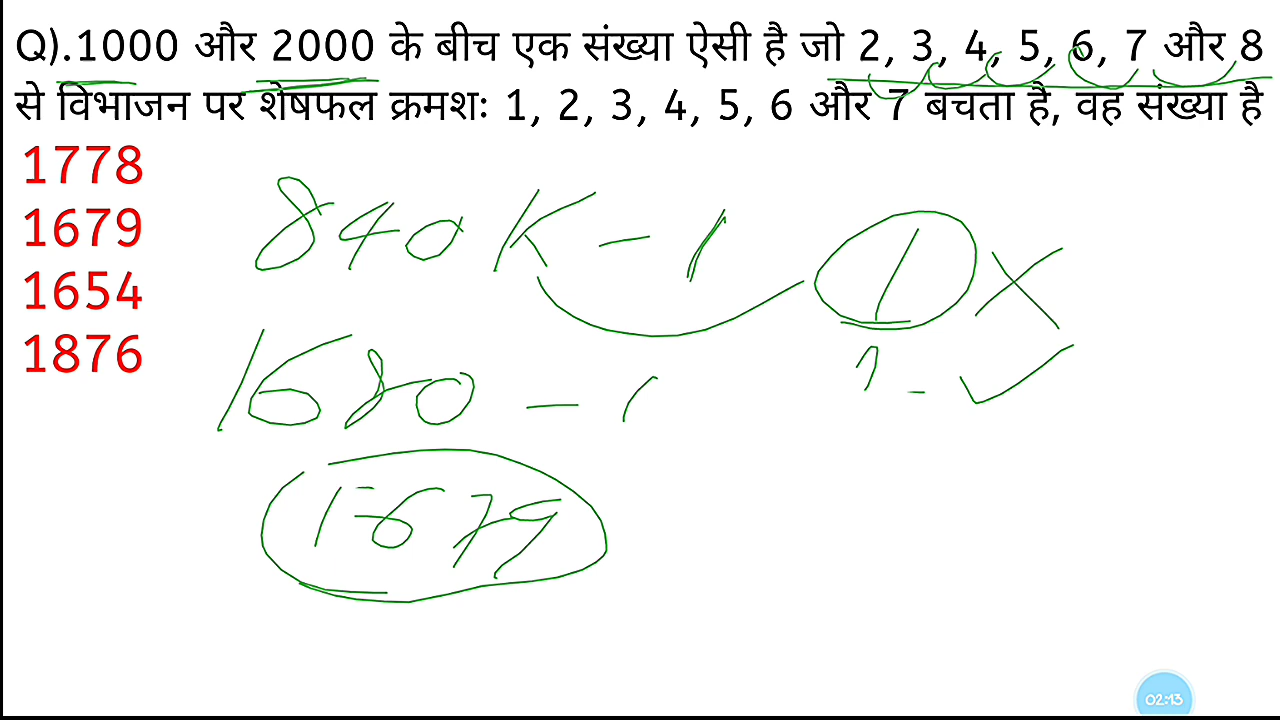 Q).1000 और 2000 के बीच एक संख्या ऐसी है जो 2, 3, 4, 5, 6, 7 और 8
से विभाजन पर शेषफल क्रमशः 1, 2, 3, 4, 5, 6 और 7 बचता है, वह संख्या है
1778
1679
1654
1876
840 K - 1
1 X
1680 - 1
1679
02:13